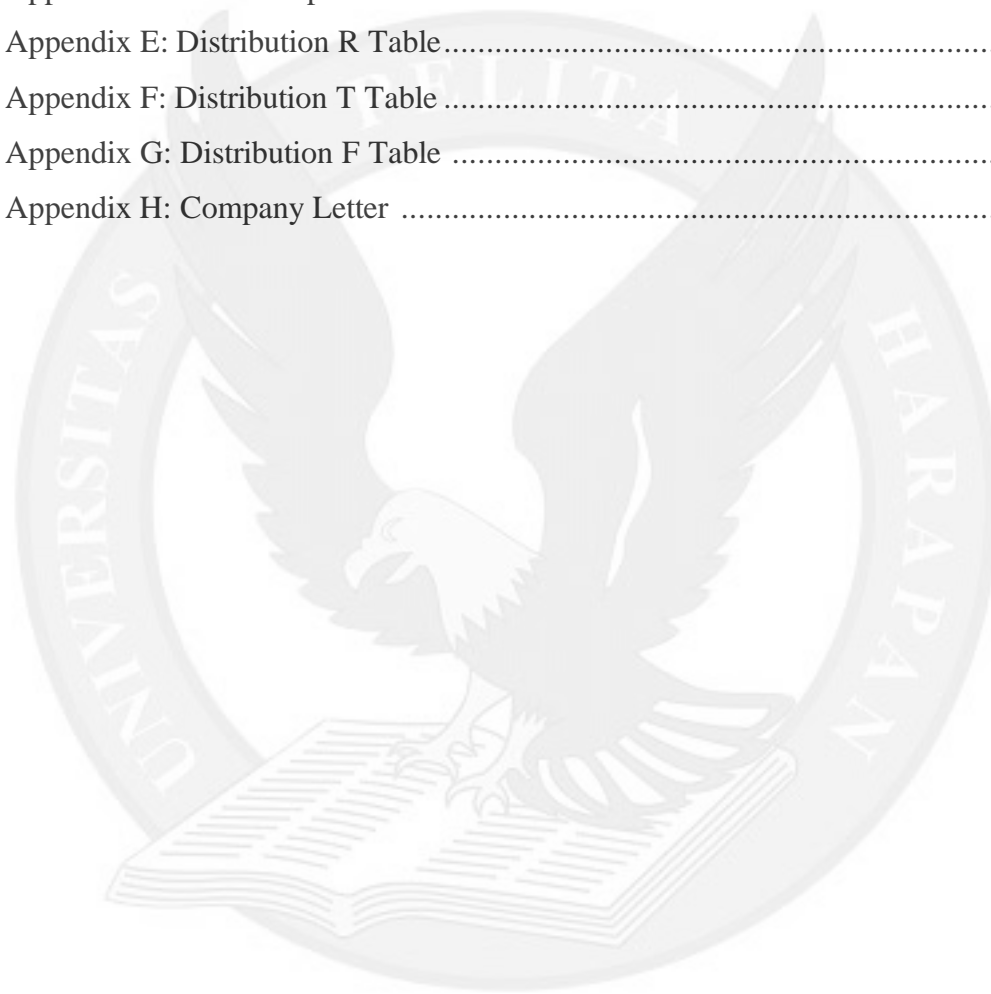 Appendix E: Distribution R Table......................................................
Appendix F: Distribution T Table ......................................................
Appendix G: Distribution F Table .....................................................
Appendix H: Company Letter ..........................................................
UNIVERSITAS PELITA HARAPAN